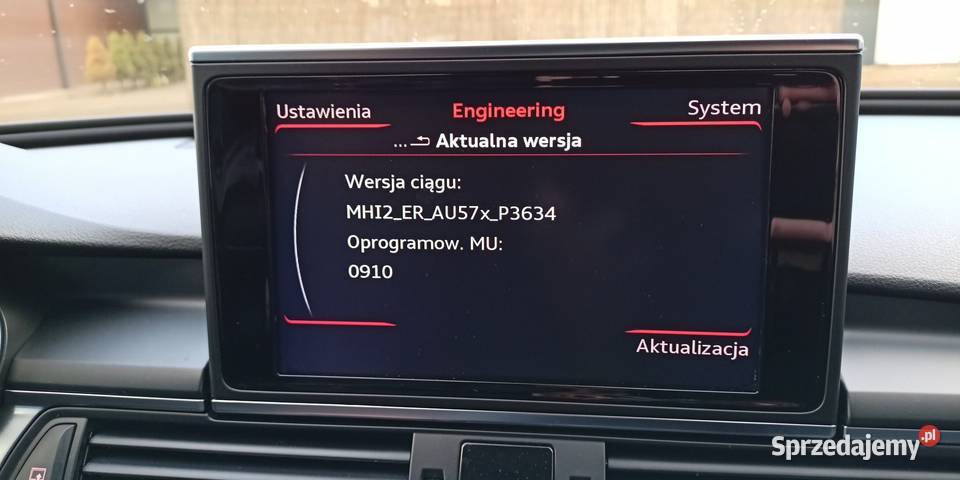 Ustawienia
Engineering
System
... Aktualna wersja
Wersja ciągu:
MHI2_ER_AU57x_P3634
Oprogramow. MU:
0910
Aktualizacja
Sprzedajemy.pl